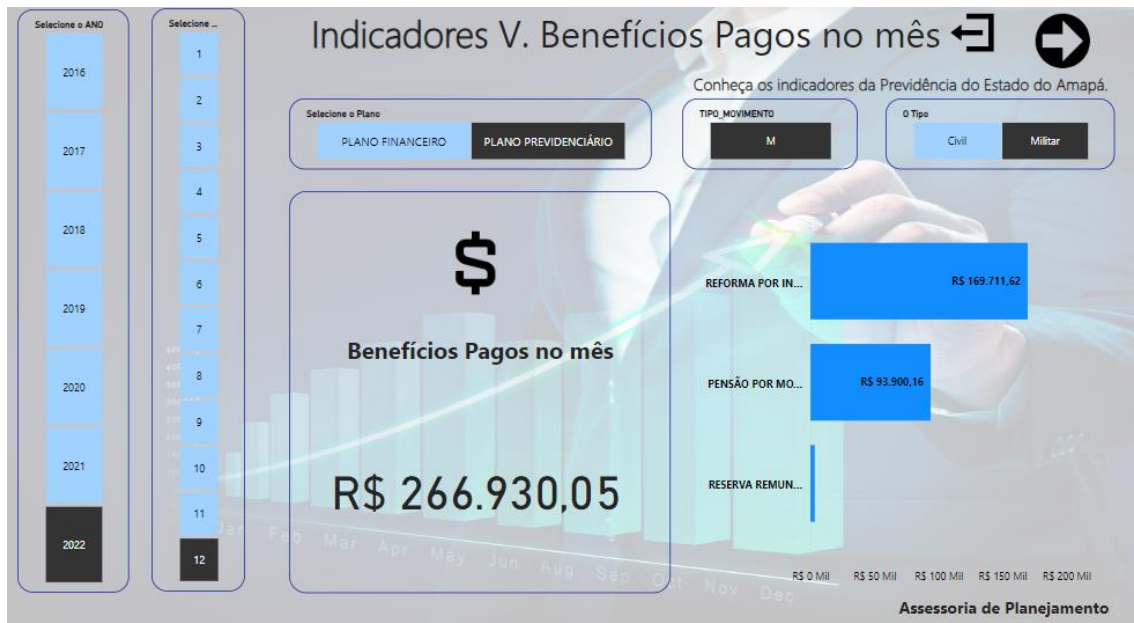 Selecione o ANO
2016
2017
2018
2019
2020
2021
2022
Selecione ...
1
2
3
4
5
6
7
8
9
10
11
12
Indicadores V. Benefícios Pagos no mês
Conheça os indicadores da Previdência do Estado do Amapá.
Selecione o Plano
PLANO FINANCEIRO PLANO PREVIDENCIÁRIO
TIPO_MOVIMENTO
M
O Tipo
Civil Militar
Benefícios Pagos no mês
R$ 266.930,05
REFORMA POR IN... R$ 169.711,62
PENSÃO POR MO... R$ 93.900,16
RESERVA REMUN...
R$ 0 Mil R$ 50 Mil R$ 100 Mil R$ 150 Mil R$ 200 Mil
Jan Feb Mar Apr May Jun Aug Sep Oct Nov Dec
Assessoria de Planejamento